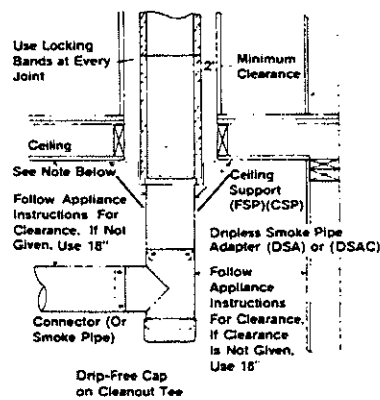 Use Locking
Bands at Every
Joint
2"
Minimum
Clearance
Ceiling
See Note Below
Follow Appliance
Instructions For
Clearance. If Not
Given, Use 18"
Ceiling
Support
(FSP)(CSP)
Dripless Smoke Pipe
Adapter (DSA) or (DSAC)
Follow
Appliance
Instructions
For Clearance.
If Clearance
Is Not Given,
Use 18"
Connector (Or
Smoke Pipe)
Drip-Free Cap
on Cleanout Tee